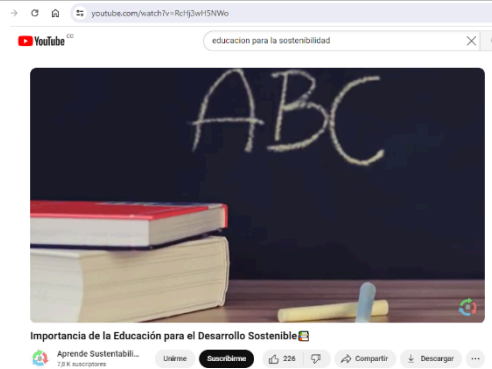 youtube.com/watch?v=RcHj3wH5NWo
YouTube CO
educacion para la sostenibilidad
ABC
Importancia de la Educación para el Desarrollo Sostenible
Aprende Sustentabili...
7,8 K suscriptores
Unirme
Suscribirme
226
Compartir
Descargar